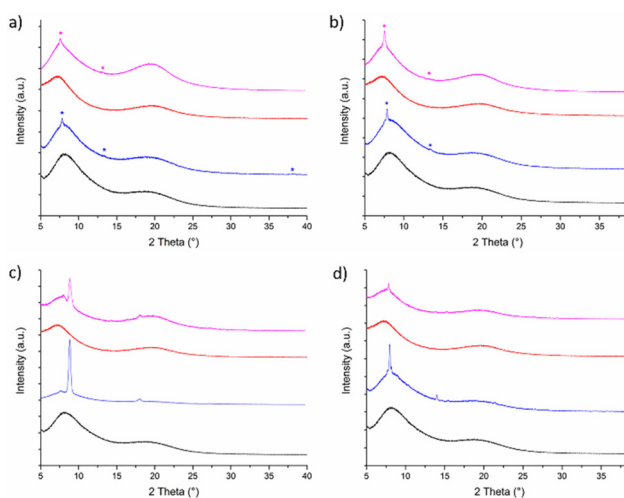 a)
b)
Intensity (a.u.)
* * * * *
5 10 15 20 25 30 35 40
2 Theta (°)
Intensity (a.u.)
* * * *
5 10 15 20 25 30 35
2 Theta (°)
c)
d)
Intensity (a.u.)
5 10 15 20 25 30 35 40
2 Theta (°)
Intensity (a.u.)
5 10 15 20 25 30 35
2 Theta (°)